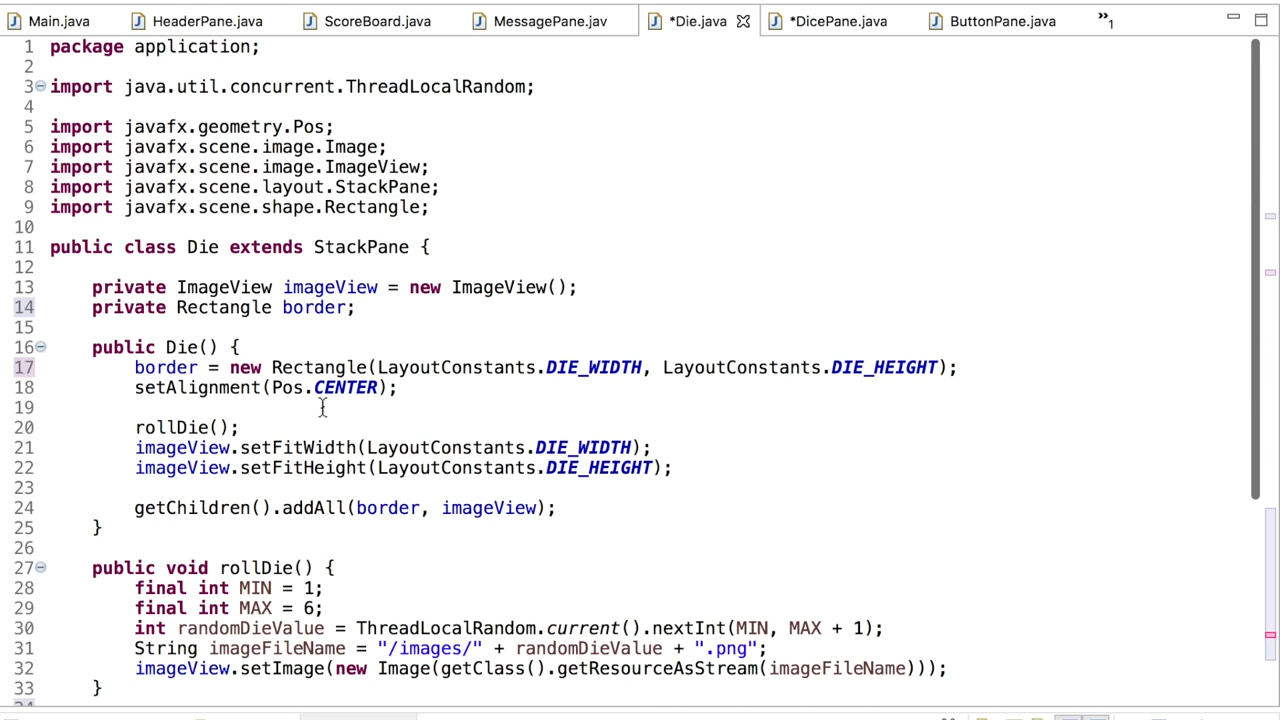 Main.java HeaderPane.java ScoreBoard.java MessagePane.jav *Die.java *DicePane.java ButtonPane.java »1
1 package application;
2
3 import java.util.concurrent.ThreadLocalRandom;
4
5 import javafx.geometry.Pos;
6 import javafx.scene.image.Image;
7 import javafx.scene.image.ImageView;
8 import javafx.scene.layout.StackPane;
9 import javafx.scene.shape.Rectangle;
10
11 public class Die extends StackPane {
12
13 private ImageView imageView = new ImageView();
14 private Rectangle border;
15
16 public Die() {
17 border = new Rectangle(LayoutConstants.DIE_WIDTH, LayoutConstants.DIE_HEIGHT);
18 setAlignment(Pos.CENTER);
19
20 rollDie();
21 imageView.setFitWidth(LayoutConstants.DIE_WIDTH);
22 imageView.setFitHeight(LayoutConstants.DIE_HEIGHT);
23
24 getChildren().addAll(border, imageView);
25 }
26
27 public void rollDie() {
28 final int MIN = 1;
29 final int MAX = 6;
30 int randomDieValue = ThreadLocalRandom.current().nextInt(MIN, MAX + 1);
31 String imageFileName = "/images/" + randomDieValue + ".png";
32 imageView.setImage(new Image(getClass().getResourceAsStream(imageFileName)));
33 }